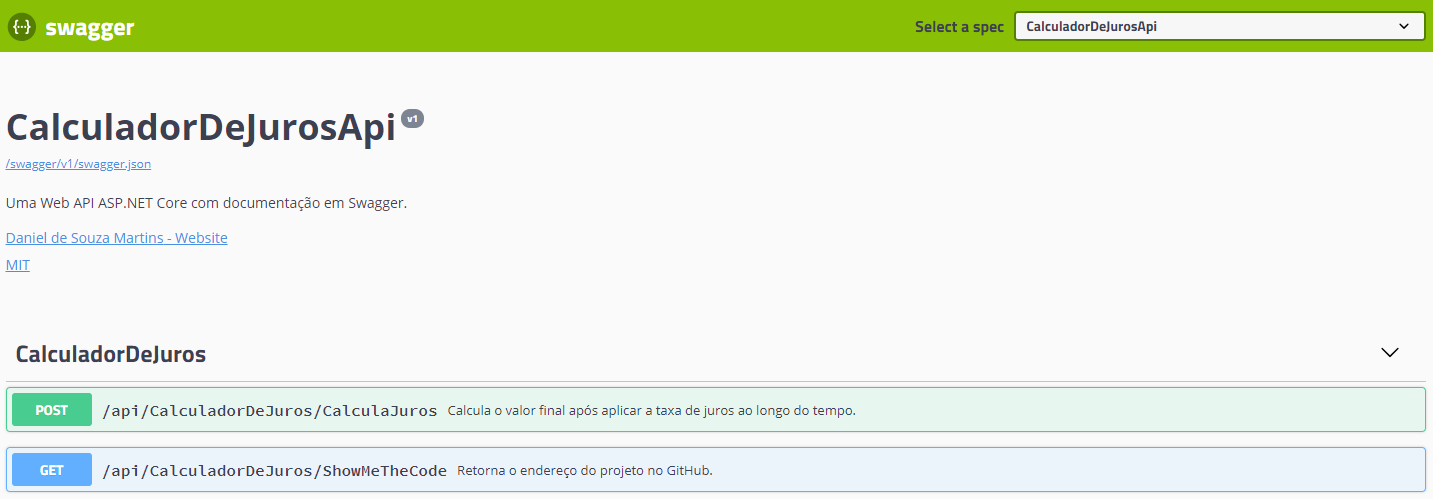 {··} swagger Select a spec CalculadorDeJurosApi
CalculadorDeJurosApi v1
/swagger/v1/swagger.json
Uma Web API ASP.NET Core com documentação em Swagger.
Daniel de Souza Martins - Website
MIT
CalculadorDeJuros
POST /api/CalculadorDeJuros/CalculaJuros Calcula o valor final após aplicar a taxa de juros ao longo do tempo.
GET /api/CalculadorDeJuros/ShowMeTheCode Retorna o endereço do projeto no GitHub.